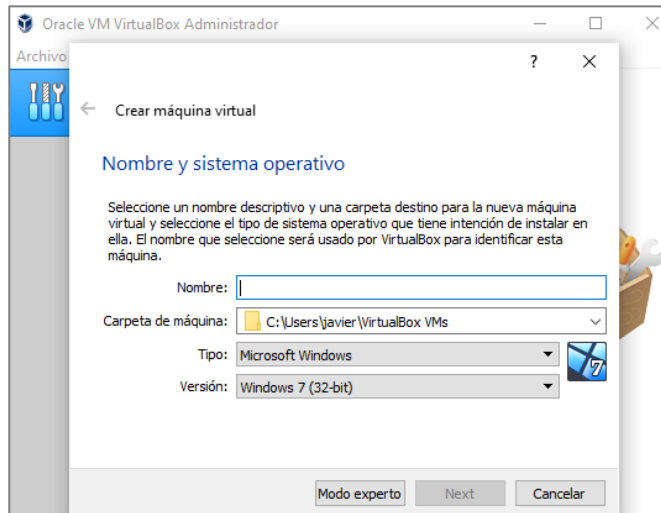 Oracle VM VirtualBox Administrador
Archivo
?
Crear máquina virtual
Nombre y sistema operativo
Seleccione un nombre descriptivo y una carpeta destino para la nueva máquina
virtual y seleccione el tipo de sistema operativo que tiene intención de instalar en
ella. El nombre que seleccione será usado por VirtualBox para identificar esta
máquina.
Nombre:
Carpeta de máquina: C:\Users\javier\VirtualBox VMs
Tipo: Microsoft Windows
7
Versión: Windows 7 (32-bit)
Modo experto Next Cancelar